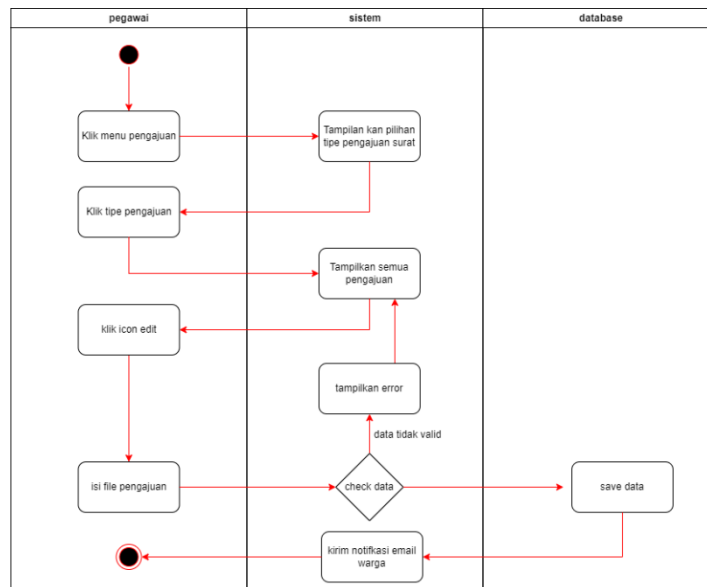 pegawai
sistem
database
Klik menu pengajuan
Tampilan kan pilihan
tipe pengajuan surat
Klik tipe pengajuan
Tampilkan semua
pengajuan
klik icon edit
tampilkan error
data tidak valid
isi file pengajuan
check data
save data
kirim notifkasi email
warga